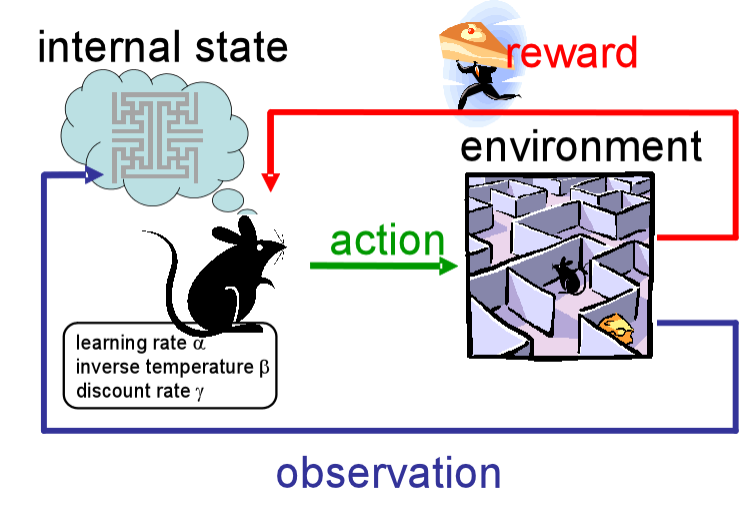 internal state
reward
environment
action
learning rate α
inverse temperature β
discount rate γ
observation